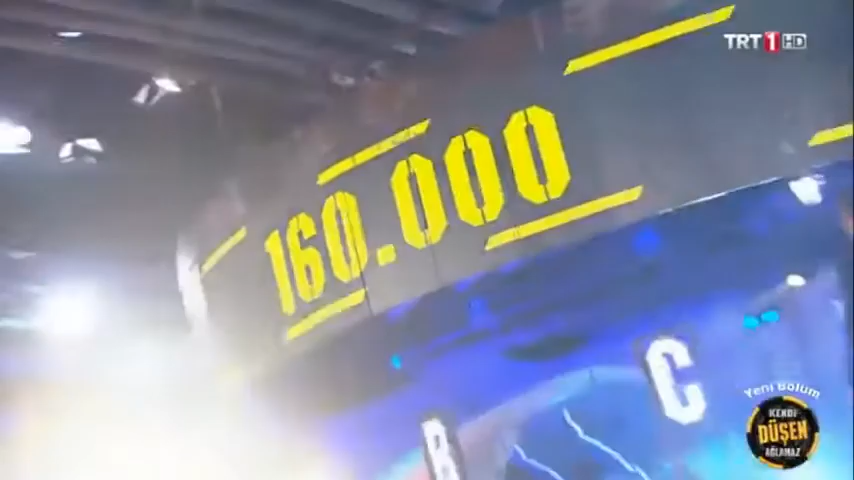 TRT 1 HD
160.000
C
B
Yeni Bölüm
KENDİ
DÜŞEN
AĞLAMAZ